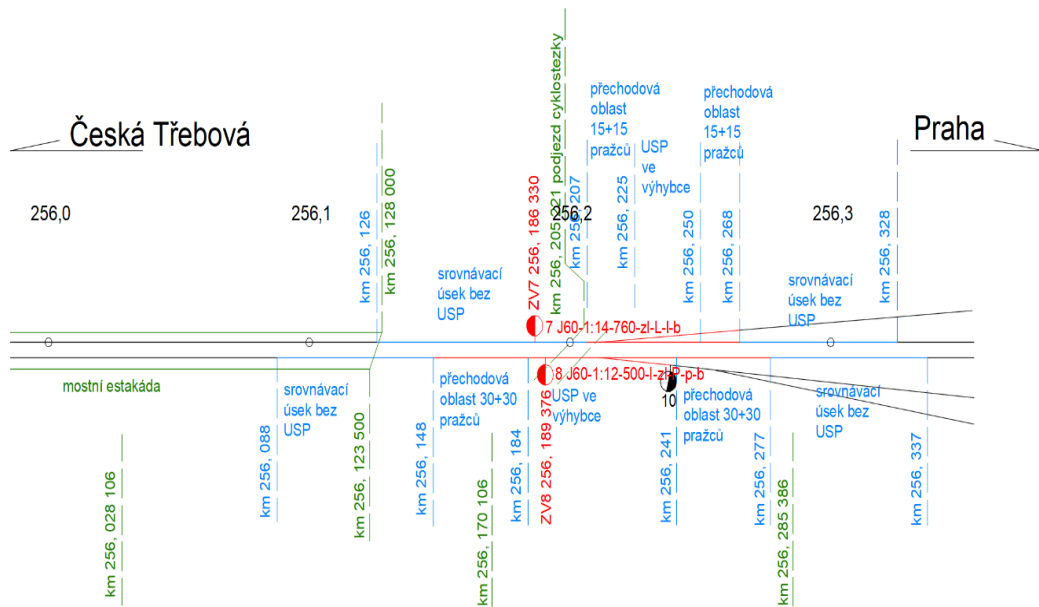 Česká Třebová
Praha
256,0
256,1
256,2
256,3
km 256, 126
km 256, 128 000
srovnávací
úsek bez
USP
ZV7 256, 186 330
km 256, 205 021 podjezd cyklostezky
km 256, 207
přechodová
oblast
15+15
pražců
km 256, 225
USP
ve
výhybce
km 256, 250
přechodová
oblast
15+15
pražců
km 256, 268
srovnávací
úsek bez
USP
km 256, 328
7 J60-1:14-760-zl-L-l-b
8 J60-1:12-500-I-zl-P-p-b
mostní estakáda
km 256, 028 106
km 256, 088
srovnávací
úsek bez
USP
km 256, 123 500
km 256, 148
přechodová
oblast 30+30
pražců
km 256, 170 106
km 256, 184
ZV8 256, 189 376
USP ve
výhybce
10
km 256, 241
přechodová
oblast 30+30
pražců
km 256, 277
km 256, 285 386
srovnávací
úsek bez
USP
km 256, 337